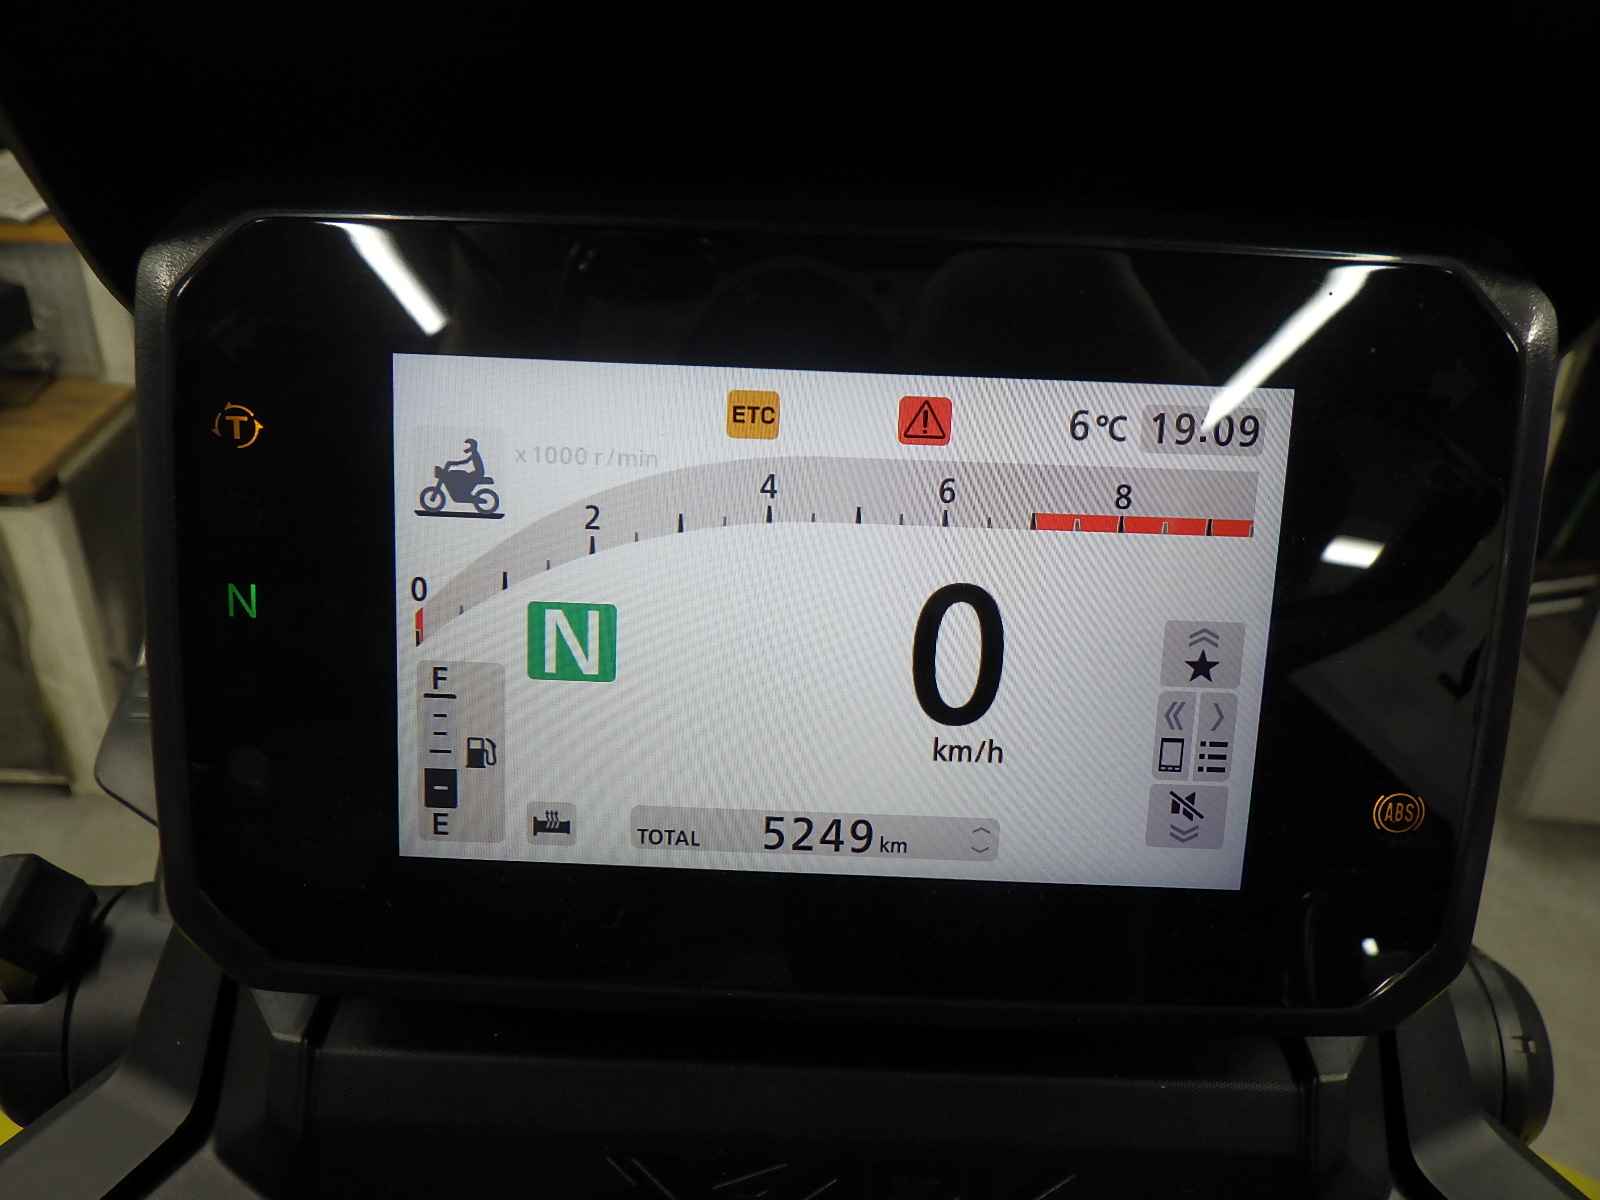 ETC
6°C 19:09
x1000 r/min
T
0 2 4 6 8
N
N
0
km/h
F
E
TOTAL 5249 km
ABS